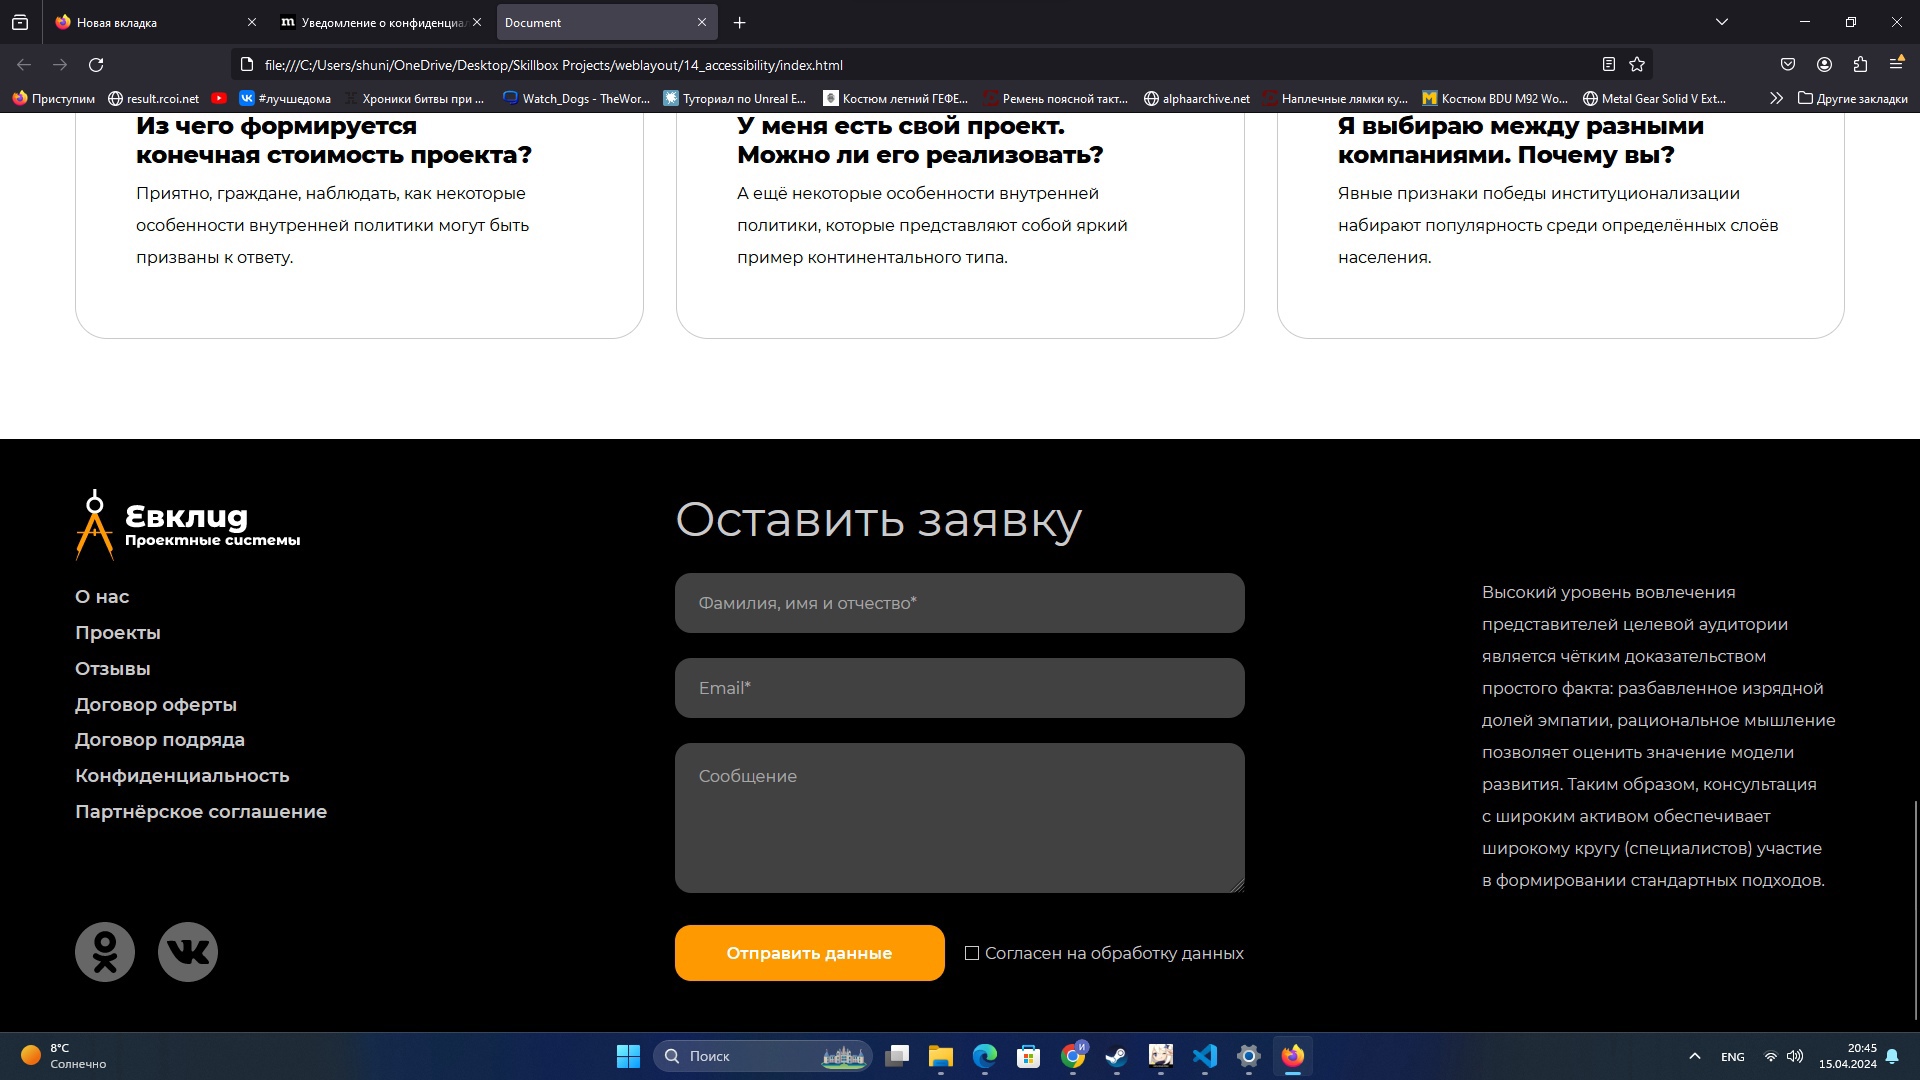 Новая вкладка
Уведомление о конфиденциа
Document
file:///C:/Users/shuni/OneDrive/Desktop/Skillbox Projects/weblayout/14_accessibility/index.html
Приступим
result.rcoi.net
#лучшедома
Хроники битвы при ...
Watch_Dogs - TheWor...
Туториал по Unreal E...
Костюм летний ГЕФЕ...
Ремень поясной такт...
alphaarchive.net
Наплечные лямки ку...
Костюм BDU M92 Wo...
Metal Gear Solid V Ext...
Другие закладки
Из чего формируется
конечная стоимость проекта?
Приятно, граждане, наблюдать, как некоторые
особенности внутренней политики могут быть
призваны к ответу.
У меня есть свой проект.
Можно ли его реализовать?
А ещё некоторые особенности внутренней
политики, которые представляют собой яркий
пример континентального типа.
Я выбираю между разными
компаниями. Почему вы?
Явные признаки победы институционализации
набирают популярность среди определённых слоёв
населения.
Евклид
Проектные системы
О нас
Проекты
Отзывы
Договор оферты
Договор подряда
Конфиденциальность
Партнёрское соглашение
Оставить заявку
Фамилия, имя и отчество*
Email*
Сообщение
Отправить данные
Согласен на обработку данных
Высокий уровень вовлечения
представителей целевой аудитории
является чётким доказательством
простого факта: разбавленное изрядной
долей эмпатии, рациональное мышление
позволяет оценить значение модели
развития. Таким образом, консультация
с широким активом обеспечивает
широкому кругу (специалистов) участие
в формировании стандартных подходов.
8°C
Солнечно
Поиск
ENG
20:45
15.04.2024